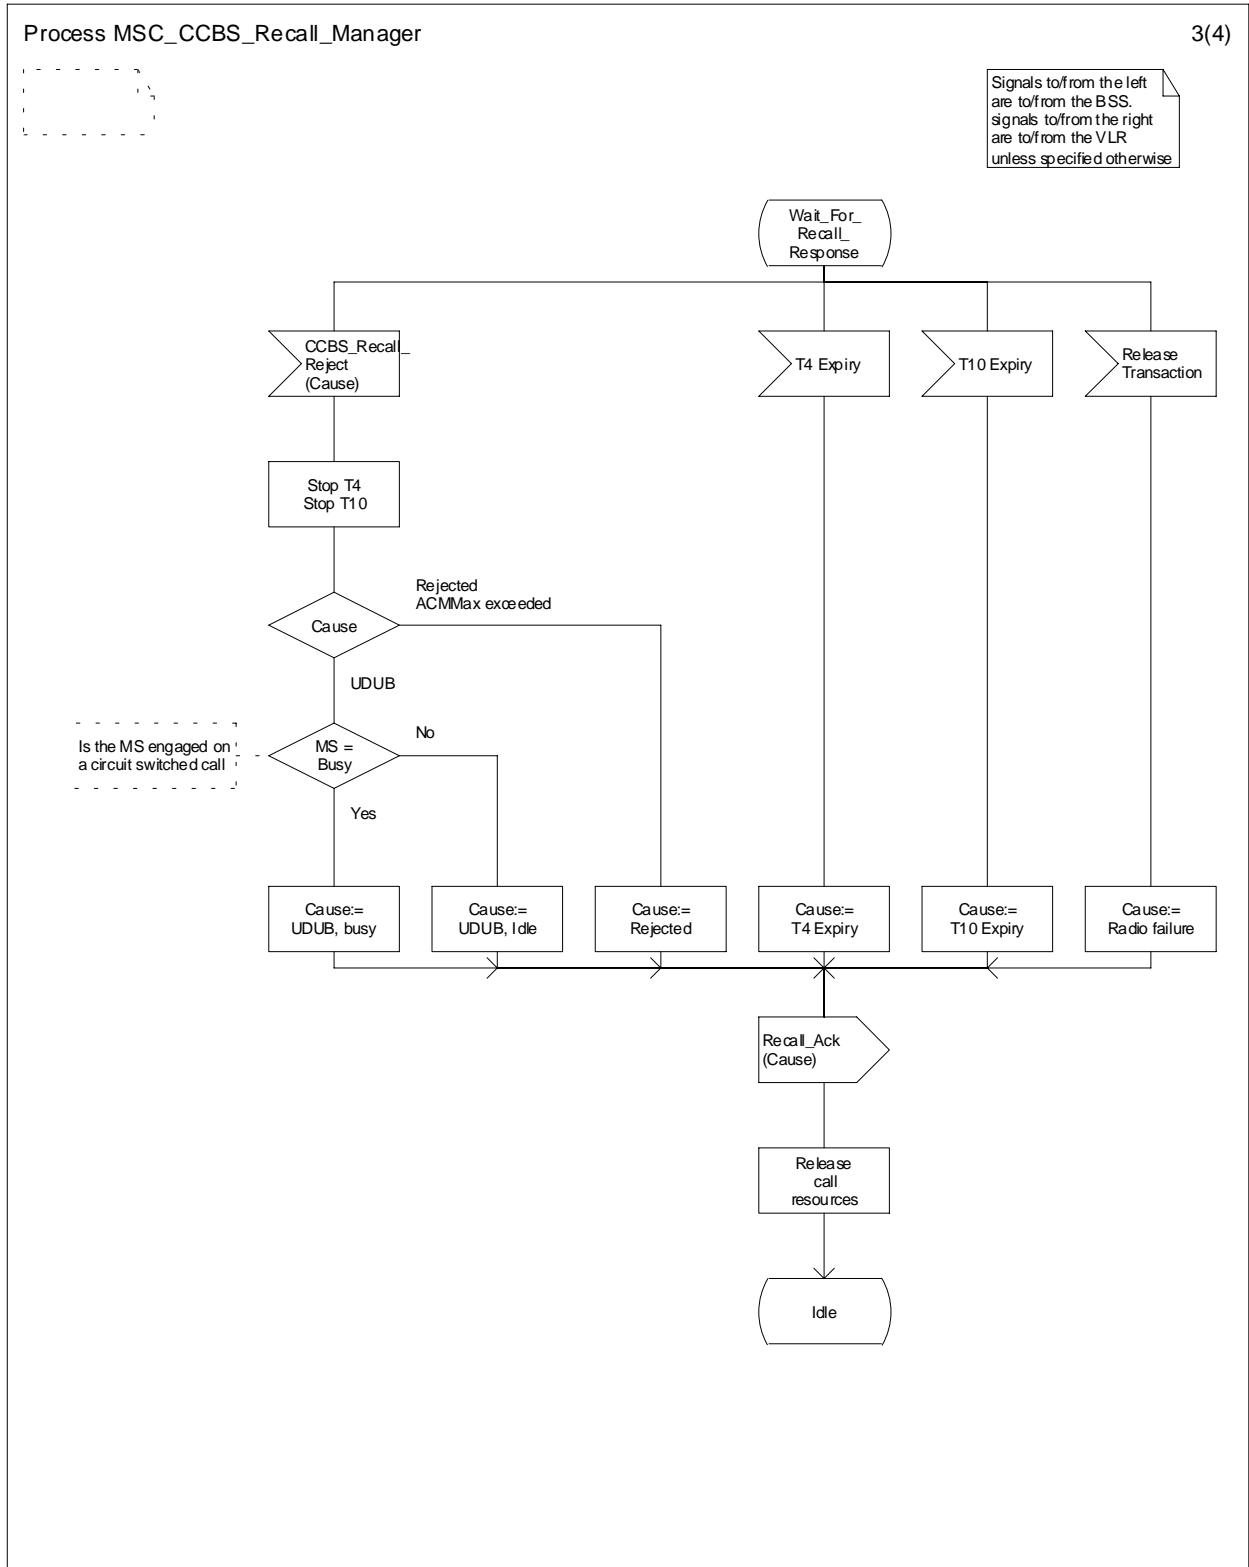 Process MSC_CCBS_Recall_Manager
3(4)
Signals to/from the left
are to/from the BSS.
signals to/from the right
are to/from the VLR
unless specified otherwise
Wait_For_
Recall_
Response
CCBS_Recall_
Reject
(Cause)
T4 Expiry
T10 Expiry
Release
Transaction
Stop T4
Stop T10
Rejected
ACMMax exceeded
Cause
UDUB
Is the MS engaged on
a circuit switched call
MS =
Busy
No
Yes
Cause:=
UDUB, busy
Cause:=
UDUB, Idle
Cause:=
Rejected
Cause:=
T4 Expiry
Cause:=
T10 Expiry
Cause:=
Radio failure
Recall_Ack
(Cause)
Release
call
resources
Idle